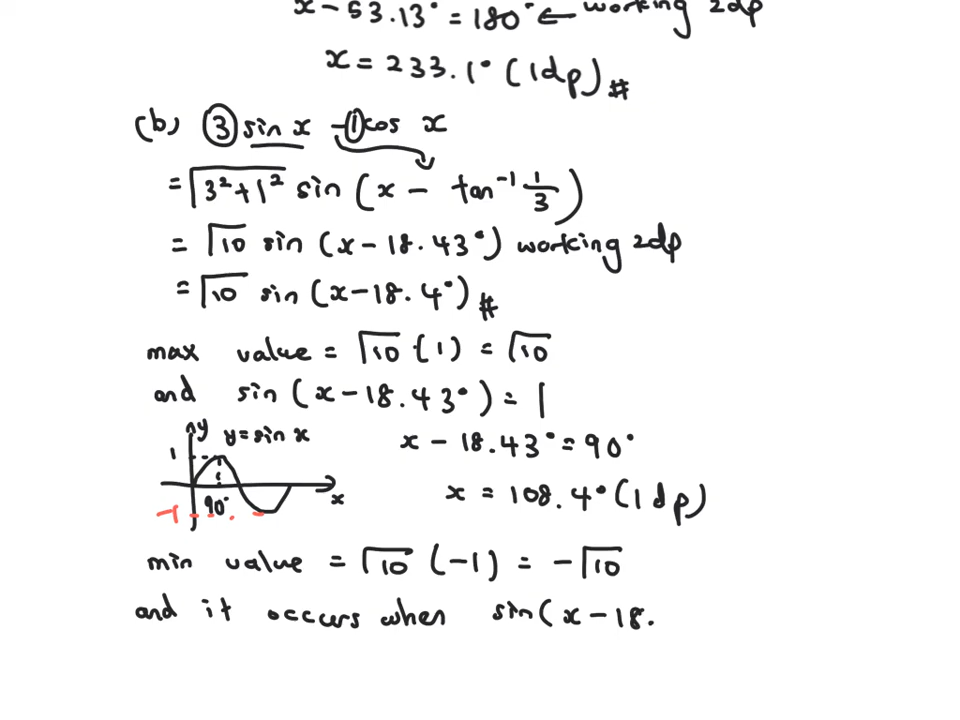 x - 53.13° = 180° ← working 2dp
x = 233.1° (1dp)#
(b) 3 sin x - 1 cos x
= √3² + 1² sin (x - tan⁻¹ 1/3)
= √10 sin (x - 18.43°) working 2dp
= √10 sin (x - 18.4°)#
max value = √10 (1) = √10
and sin (x - 18.43°) = 1
y y = sin x
x - 18.43° = 90°
1
x
90°
-1
x = 108.4° (1dp)
min value = √10 (-1) = -√10
and it occurs when sin(x - 18.